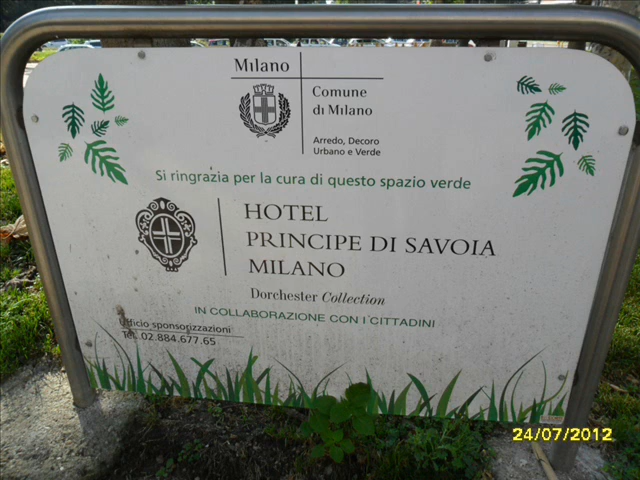 Milano
Comune
di Milano
Arredo, Decoro
Urbano e Verde
Si ringrazia per la cura di questo spazio verde
HOTEL
PRINCIPE DI SAVOIA
MILANO
Dorchester Collection
IN COLLABORAZIONE CON I CITTADINI
Ufficio sponsorizzazioni
Tel. 02.884.677.65
24/07/2012